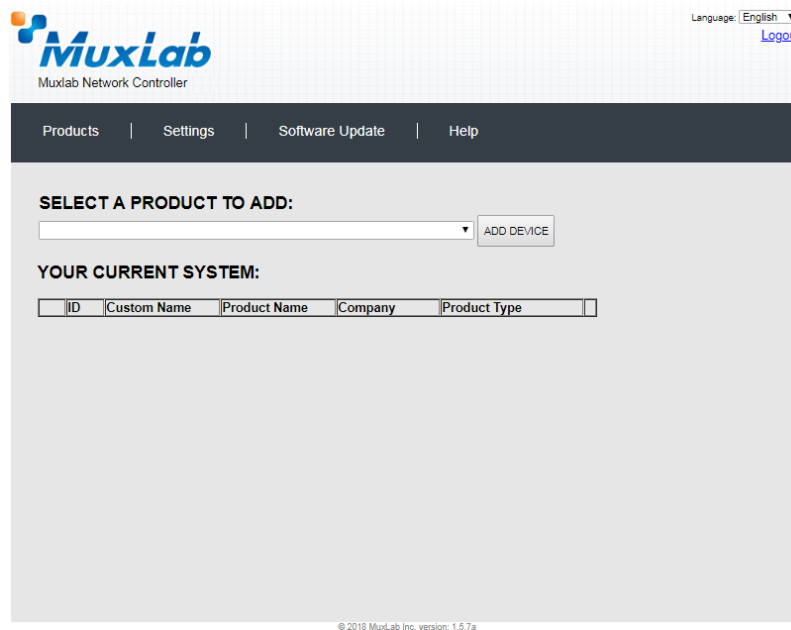 Language: English
Logou
MuxLab
Muxlab Network Controller
Products | Settings | Software Update | Help
SELECT A PRODUCT TO ADD:
ADD DEVICE
YOUR CURRENT SYSTEM:
ID Custom Name Product Name Company Product Type
© 2018 MuxLab Inc. version: 1.5.7a